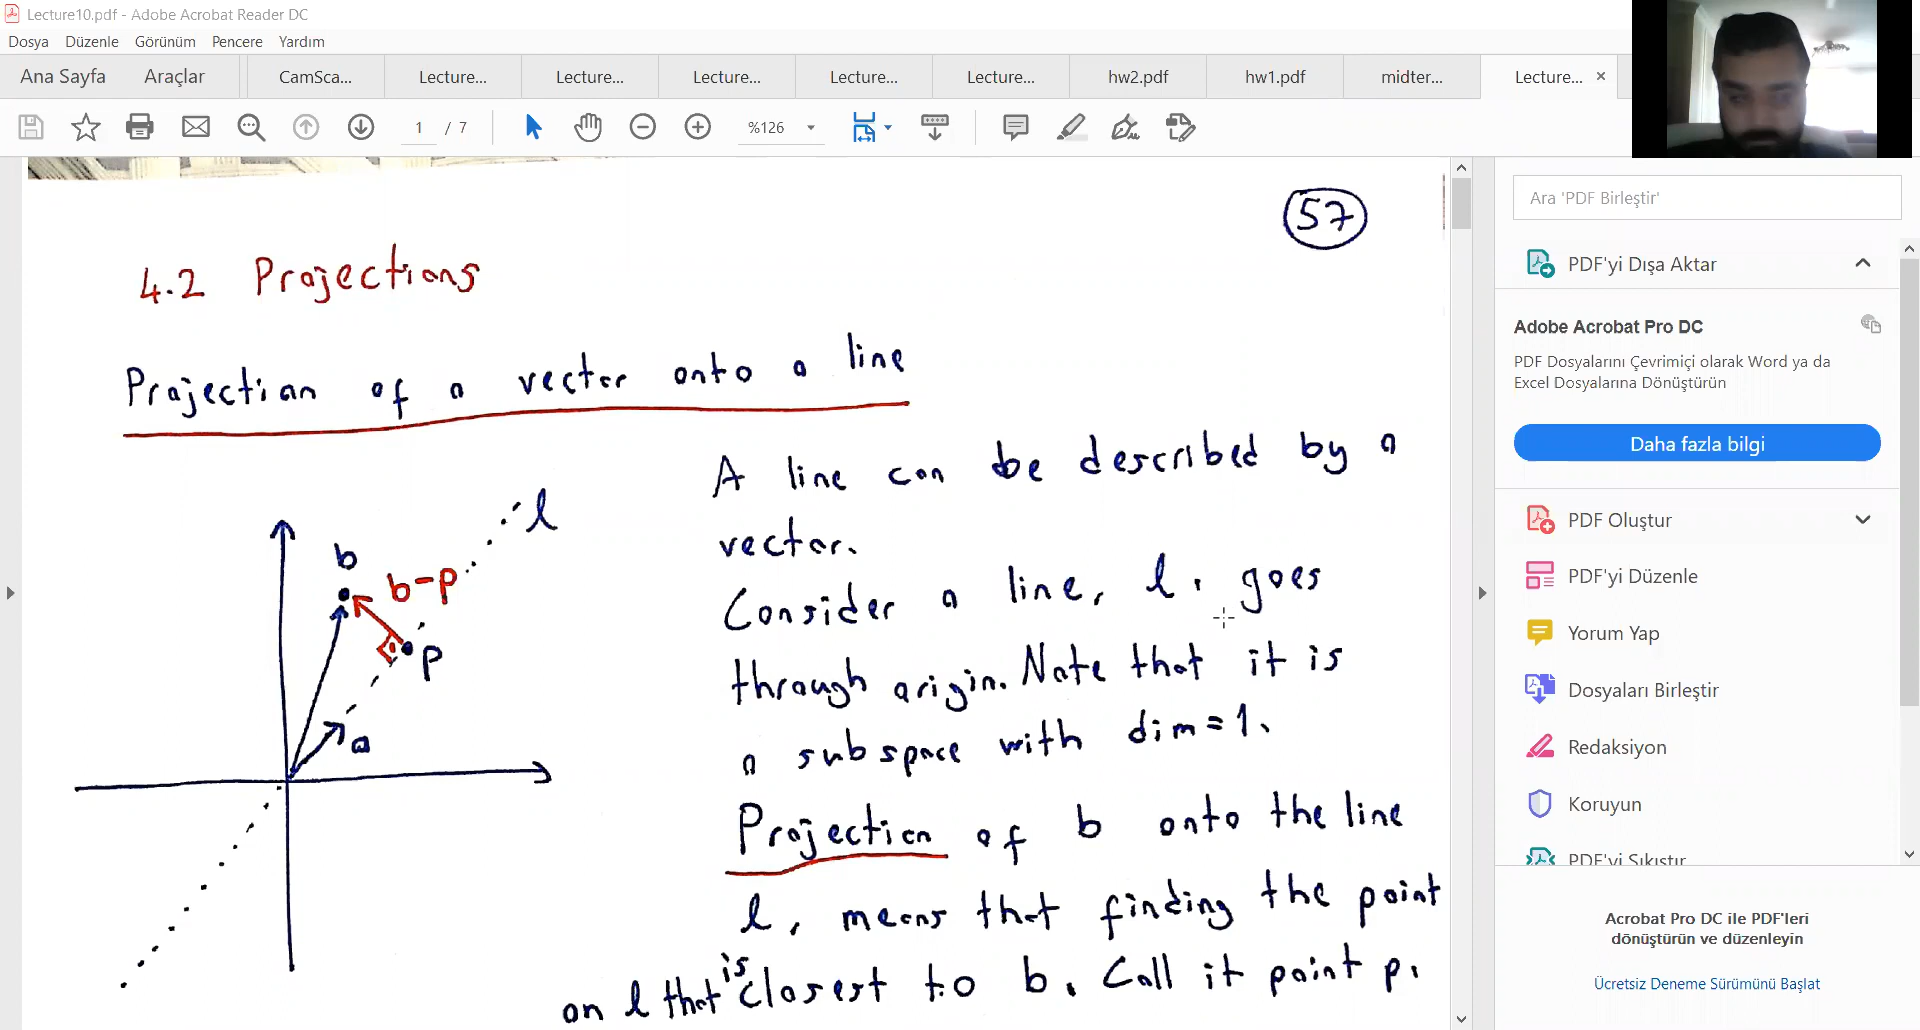 Lecture10.pdf - Adobe Acrobat Reader DC
Dosya Düzenle Görünüm Pencere Yardım
Ana Sayfa Araçlar CamSca... Lecture... Lecture... Lecture... Lecture... Lecture... hw2.pdf hw1.pdf midter... Lecture... ×
1 / 7 %126
57
4.2 Projections
Projection of a vector onto a line
A line can be described by a
vector.
Consider a line, l, goes
through origin. Note that it is
a subspace with dim=1.
Projection of b onto the line
l, means that finding the point
on l that is closest to b. Call it point p.
l
b
b-p
p
a
Ara 'PDF Birleştir'
PDF'yi Dışa Aktar
Adobe Acrobat Pro DC
PDF Dosyalarını Çevrimiçi olarak Word ya da
Excel Dosyalarına Dönüştürün
Daha fazla bilgi
PDF Oluştur
PDF'yi Düzenle
Yorum Yap
Dosyaları Birleştir
Redaksiyon
Koruyun
PDF'yi Sıkıştır
Acrobat Pro DC ile PDF'leri
dönüştürün ve düzenleyin
Ücretsiz Deneme Sürümünü Başlat